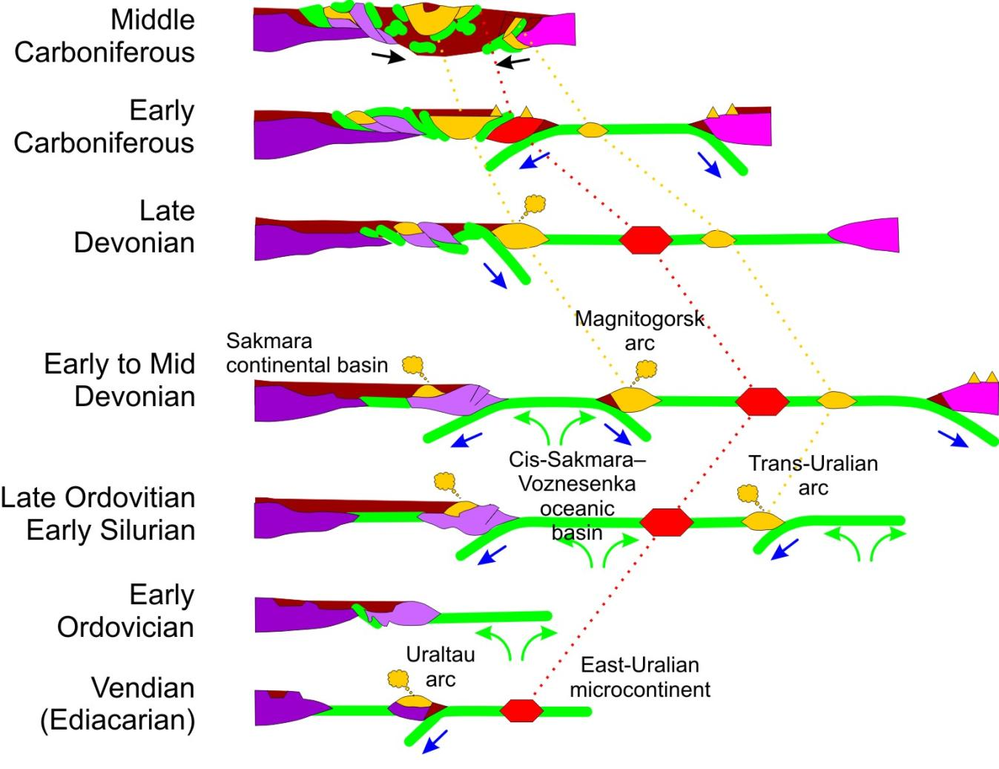 Middle
Carboniferous
Early
Carboniferous
Late
Devonian
Magnitogorsk
arc
Sakmara
continental basin
Early to Mid
Devonian
Cis-Sakmara–
Voznesenka
oceanic
basin
Trans-Uralian
arc
Late Ordovitian
Early Silurian
Early
Ordovician
Uraltau
arc
East-Uralian
microcontinent
Vendian
(Ediacarian)